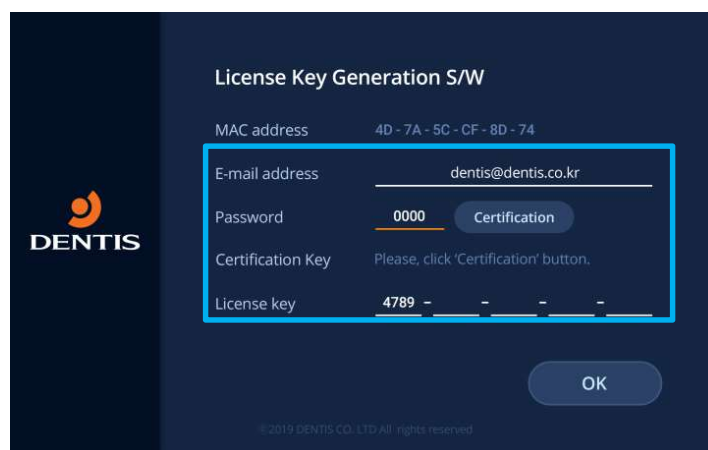 License Key Generation S/W
MAC address 4D - 7A - 5C - CF - 8D - 74
E-mail address dentis@dentis.co.kr
Password 0000 Certification
DENTIS
Certification Key Please, click 'Certification' button.
License key 4789 – – – –
OK
©2019 DENTIS CO. LTD All rights reserved